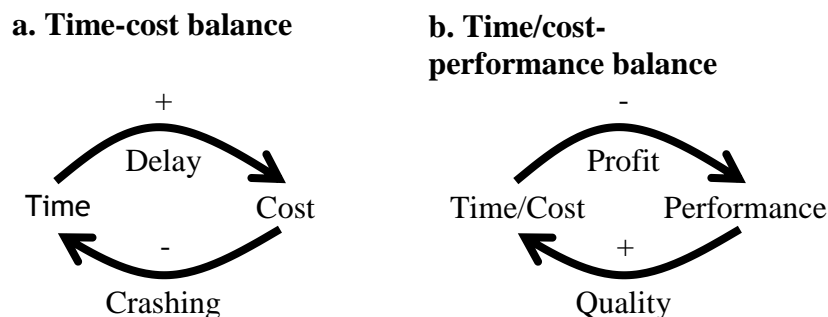 a. Time-cost balance
+
Delay
Time
Cost
-
Crashing
b. Time/cost-
performance balance
-
Profit
Time/Cost
Performance
+
Quality